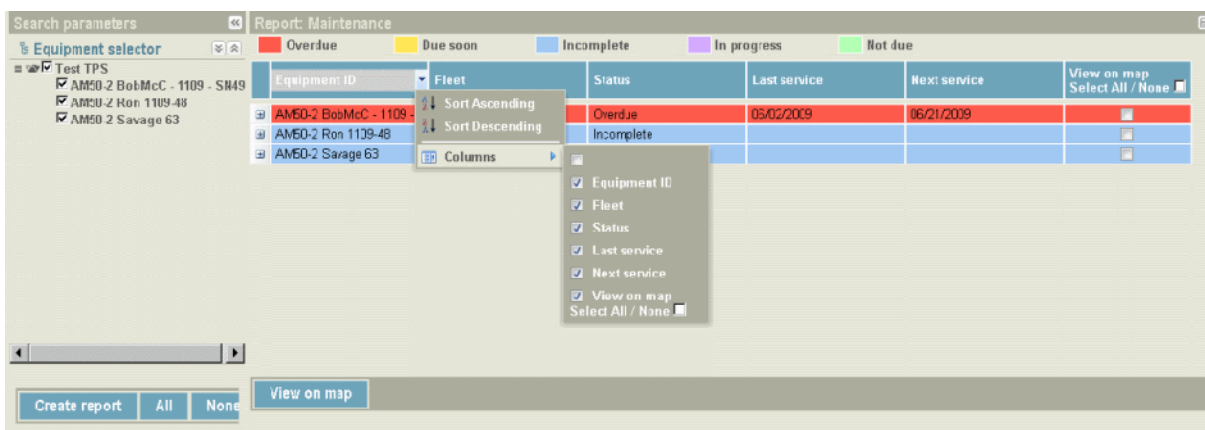 Search parameters
Report: Maintenance
Equipment selector
Overdue
Due soon
Incomplete
In progress
Not due
Test TPS
AM50-2 BobMcC - 1109 - SN49
AM50-2 Ron 1109-48
AM50-2 Savage 63
Equipment ID
Fleet
Status
Last service
Next service
View on map
Select All / None
AM50-2 BobMcC - 1109 -
Overdue
06/02/2009
06/21/2009
AM50-2 Ron 1109-48
Incomplete
AM50-2 Savage 63
Sort Ascending
Sort Descending
Columns
Equipment ID
Fleet
Status
Last service
Next service
View on map
Select All / None
View on map
Create report
All
None